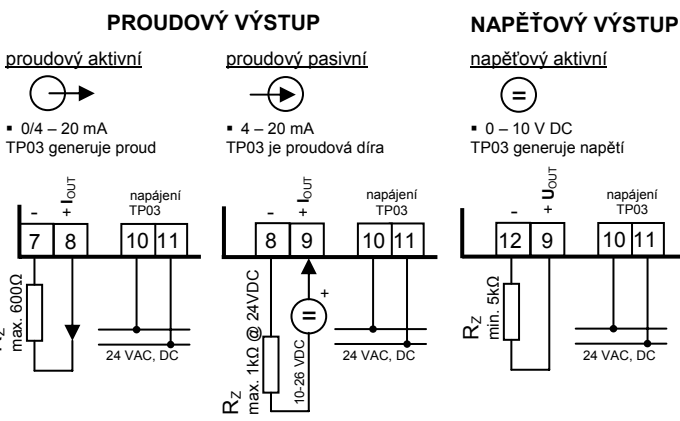 PROUDOVÝ VÝSTUP
NAPĚŤOVÝ VÝSTUP
proudový aktivní
▪ 0/4 – 20 mA
TP03 generuje proud
- + IOUT
napájení
TP03
7 8 10 11
max. 600Ω
24 VAC, DC
proudový pasivní
▪ 4 – 20 mA
TP03 je proudová díra
- + IOUT
napájení
TP03
8 9 10 11
RZ
max. 1kΩ @ 24VDC
= +
10-26 VDC
24 VAC, DC
napěťový aktivní
=
▪ 0 – 10 V DC
TP03 generuje napětí
- + UOUT
napájení
TP03
12 9 10 11
RZ
min. 5kΩ
24 VAC, DC